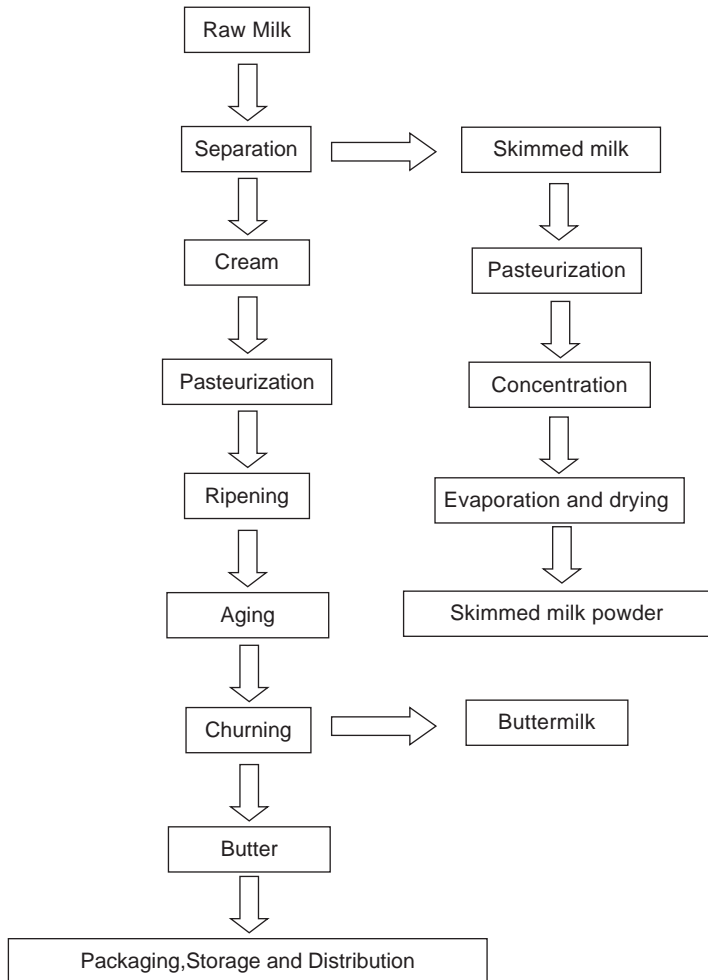 Raw Milk
Separation
Skimmed milk
Cream
Pasteurization
Pasteurization
Concentration
Ripening
Evaporation and drying
Aging
Skimmed milk powder
Churning
Buttermilk
Butter
Packaging,Storage and Distribution